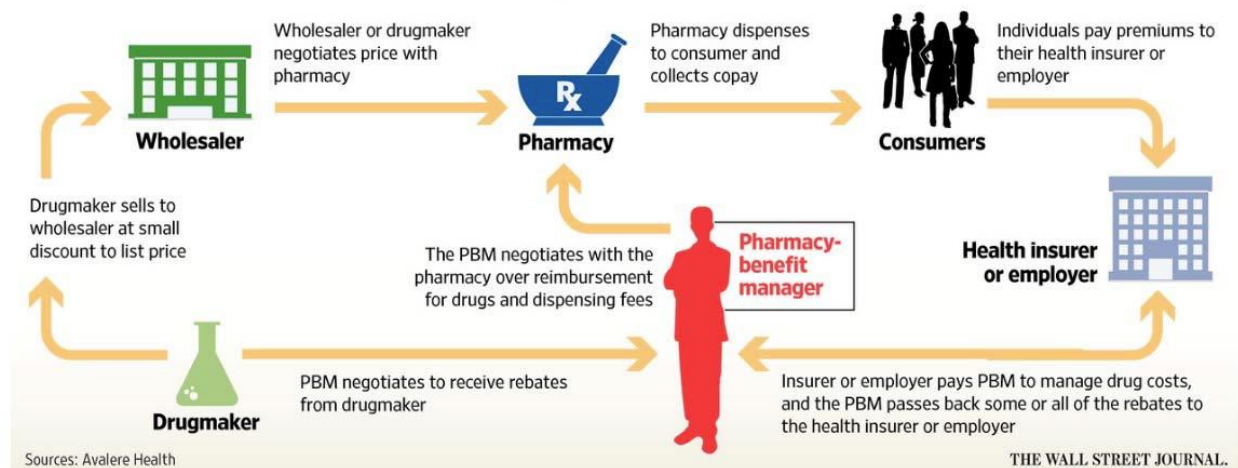 Wholesaler or drugmaker
negotiates price with
pharmacy
Pharmacy dispenses
to consumer and
collects copay
Individuals pay premiums to
their health insurer or
employer
Rx
Wholesaler
Pharmacy
Consumers
Drugmaker sells to
wholesaler at small
discount to list price
The PBM negotiates with the
pharmacy over reimbursement
for drugs and dispensing fees
Pharmacy-
benefit
manager
Health insurer
or employer
PBM negotiates to receive rebates
from drugmaker
Drugmaker
Insurer or employer pays PBM to manage drug costs,
and the PBM passes back some or all of the rebates to
the health insurer or employer
Sources: Avalere Health
THE WALL STREET JOURNAL.